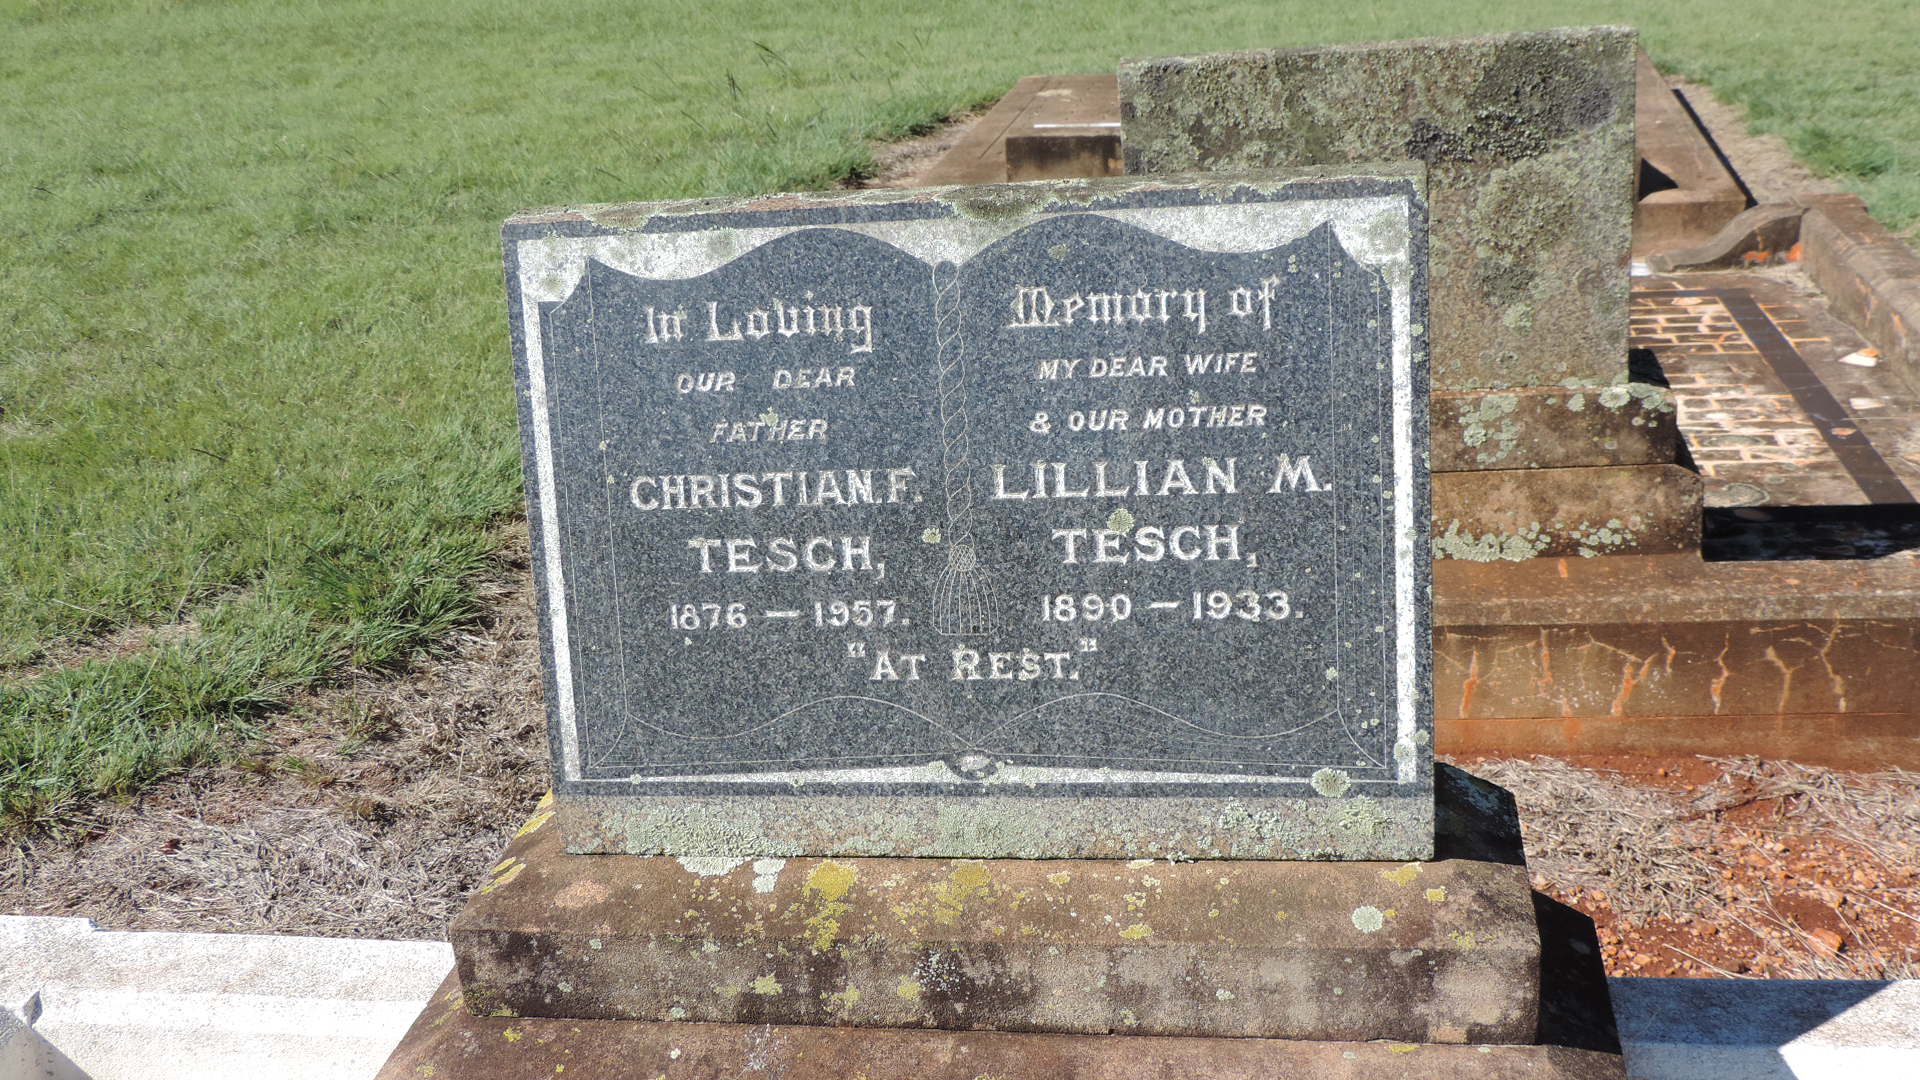 In Loving Memory of
OUR DEAR
FATHER
CHRISTIAN.F.
TESCH,
1876 — 1957.
MY DEAR WIFE
& OUR MOTHER
LILLIAN M.
TESCH,
1890 — 1933.
"AT REST."